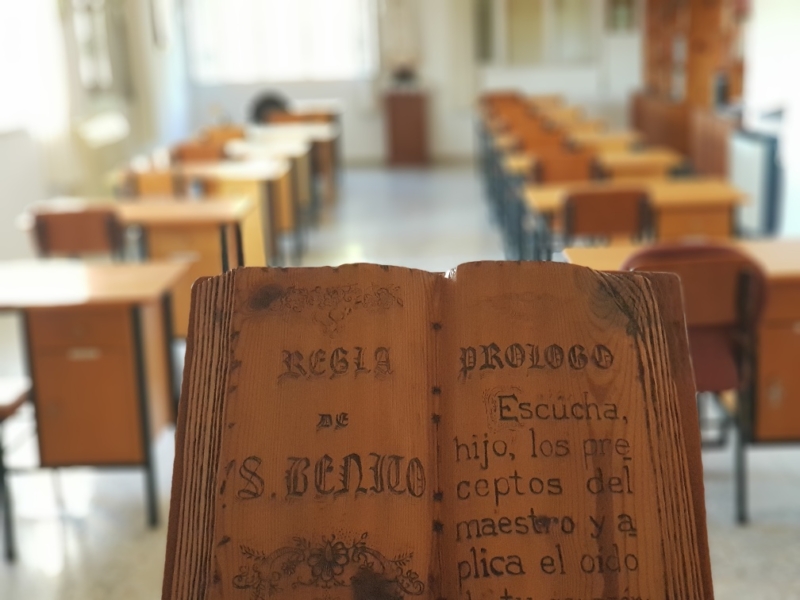 REGLA
DE
S. BENITO
PROLOGO
Escucha,
hijo, los pre
ceptos del
maestro y a
plica el oido